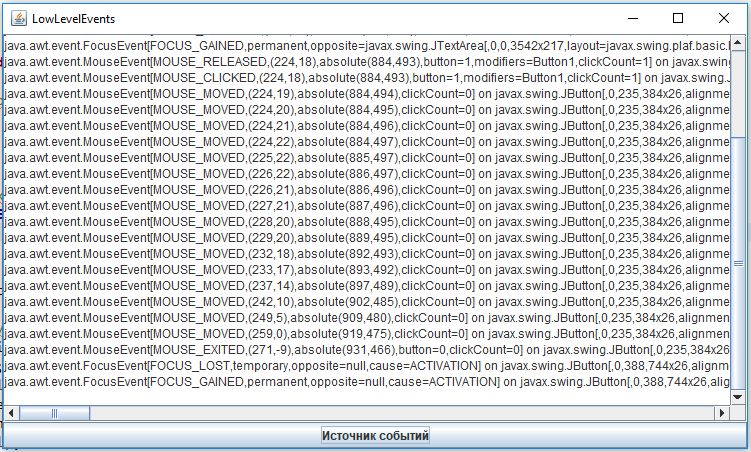 LowLevelEvents
java.awt.event.FocusEvent[FOCUS_GAINED,permanent,opposite=javax.swing.JTextArea[,0,0,3542x217,layout=javax.swing.plaf.basic.
java.awt.event.MouseEvent[MOUSE_RELEASED,(224,18),absolute(884,493),button=1,modifiers=Button1,clickCount=1] on javax.swing
java.awt.event.MouseEvent[MOUSE_CLICKED,(224,18),absolute(884,493),button=1,modifiers=Button1,clickCount=1] on javax.swing.
java.awt.event.MouseEvent[MOUSE_MOVED,(224,19),absolute(884,494),clickCount=0] on javax.swing.JButton[,0,235,384x26,alignme
java.awt.event.MouseEvent[MOUSE_MOVED,(224,20),absolute(884,495),clickCount=0] on javax.swing.JButton[,0,235,384x26,alignme
java.awt.event.MouseEvent[MOUSE_MOVED,(224,21),absolute(884,496),clickCount=0] on javax.swing.JButton[,0,235,384x26,alignme
java.awt.event.MouseEvent[MOUSE_MOVED,(224,22),absolute(884,497),clickCount=0] on javax.swing.JButton[,0,235,384x26,alignme
java.awt.event.MouseEvent[MOUSE_MOVED,(225,22),absolute(885,497),clickCount=0] on javax.swing.JButton[,0,235,384x26,alignme
java.awt.event.MouseEvent[MOUSE_MOVED,(226,22),absolute(886,497),clickCount=0] on javax.swing.JButton[,0,235,384x26,alignme
java.awt.event.MouseEvent[MOUSE_MOVED,(226,21),absolute(886,496),clickCount=0] on javax.swing.JButton[,0,235,384x26,alignme
java.awt.event.MouseEvent[MOUSE_MOVED,(227,21),absolute(887,496),clickCount=0] on javax.swing.JButton[,0,235,384x26,alignme
java.awt.event.MouseEvent[MOUSE_MOVED,(228,20),absolute(888,495),clickCount=0] on javax.swing.JButton[,0,235,384x26,alignme
java.awt.event.MouseEvent[MOUSE_MOVED,(229,20),absolute(889,495),clickCount=0] on javax.swing.JButton[,0,235,384x26,alignme
java.awt.event.MouseEvent[MOUSE_MOVED,(232,18),absolute(892,493),clickCount=0] on javax.swing.JButton[,0,235,384x26,alignme
java.awt.event.MouseEvent[MOUSE_MOVED,(233,17),absolute(893,492),clickCount=0] on javax.swing.JButton[,0,235,384x26,alignme
java.awt.event.MouseEvent[MOUSE_MOVED,(237,14),absolute(897,489),clickCount=0] on javax.swing.JButton[,0,235,384x26,alignme
java.awt.event.MouseEvent[MOUSE_MOVED,(242,10),absolute(902,485),clickCount=0] on javax.swing.JButton[,0,235,384x26,alignme
java.awt.event.MouseEvent[MOUSE_MOVED,(249,5),absolute(909,480),clickCount=0] on javax.swing.JButton[,0,235,384x26,alignmen
java.awt.event.MouseEvent[MOUSE_MOVED,(259,0),absolute(919,475),clickCount=0] on javax.swing.JButton[,0,235,384x26,alignmen
java.awt.event.MouseEvent[MOUSE_EXITED,(271,-9),absolute(931,466),button=0,clickCount=0] on javax.swing.JButton[,0,235,384x26
java.awt.event.FocusEvent[FOCUS_LOST,temporary,opposite=null,cause=ACTIVATION] on javax.swing.JButton[,0,388,744x26,alignme
java.awt.event.FocusEvent[FOCUS_GAINED,permanent,opposite=null,cause=ACTIVATION] on javax.swing.JButton[,0,388,744x26,alig
Источник событий